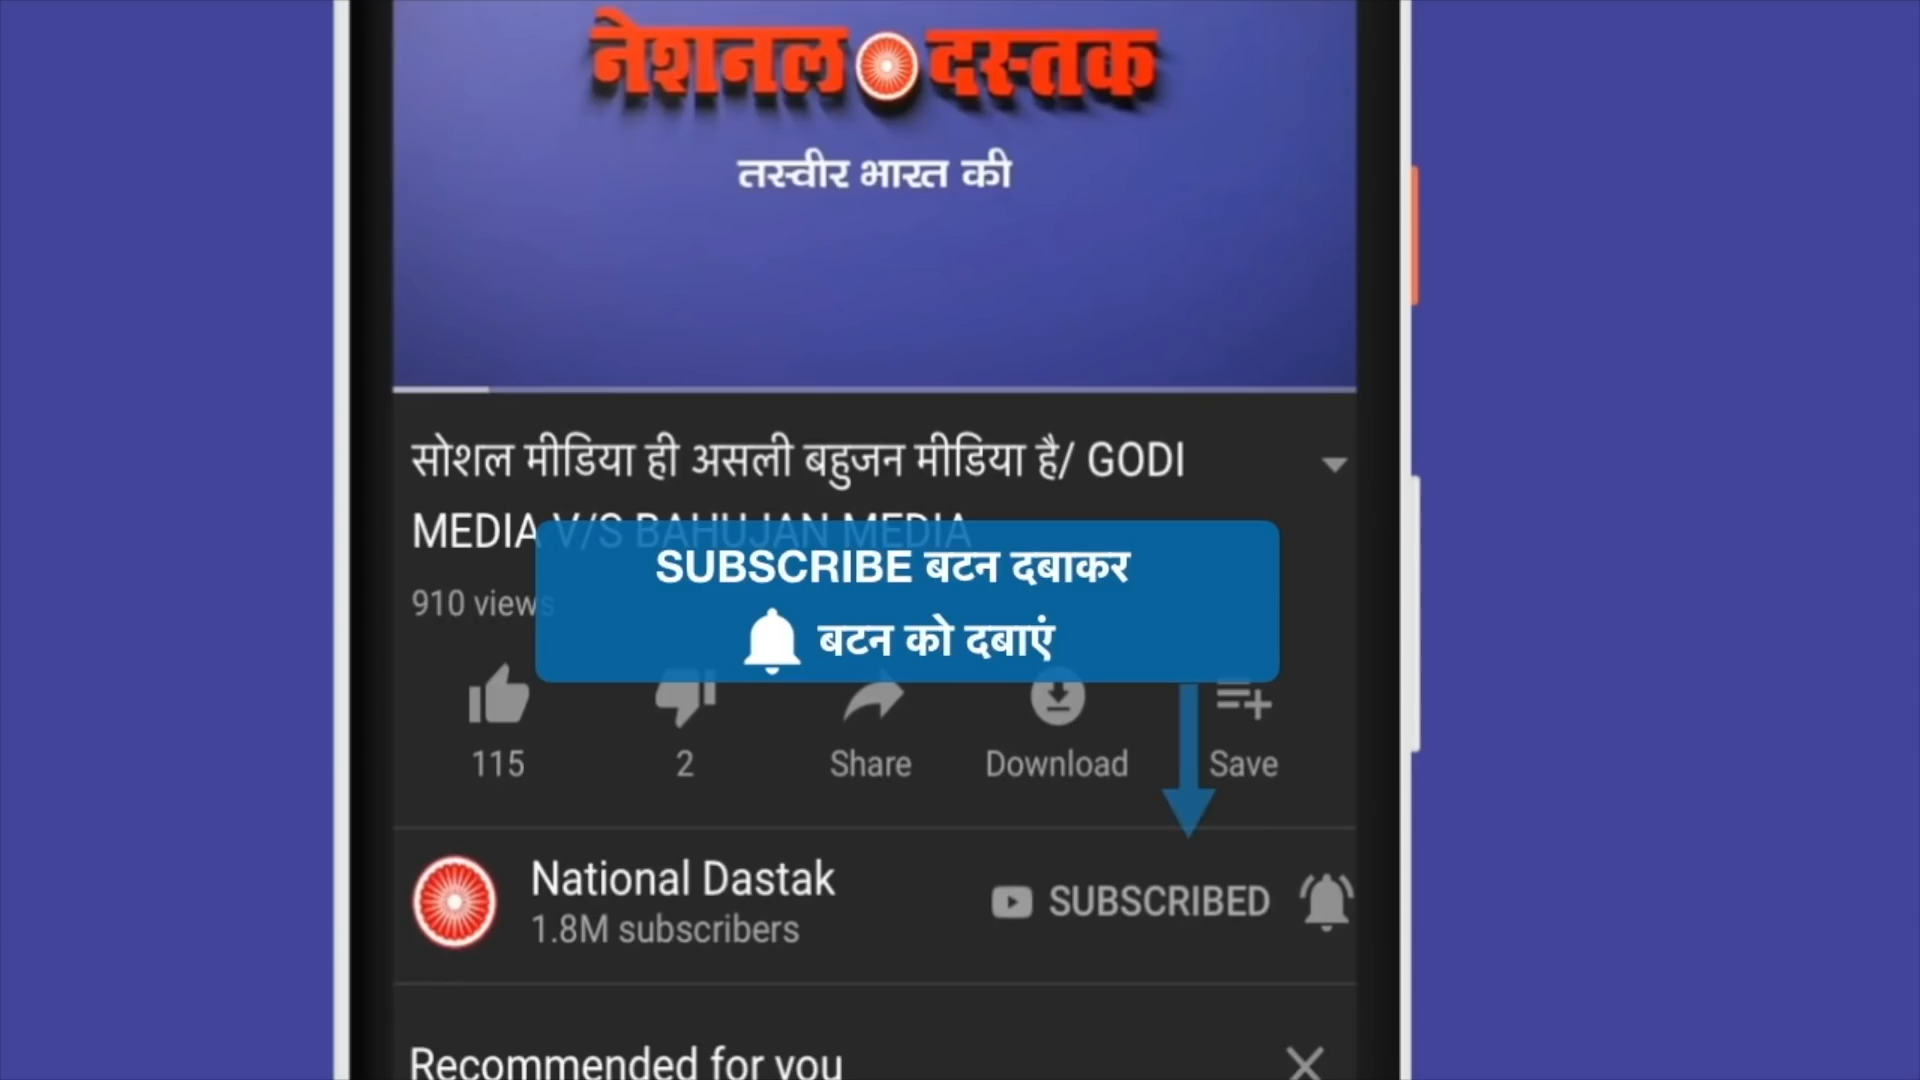 नेशनल दस्तक
तस्वीर भारत की
सोशल मीडिया ही असली बहुजन मीडिया है/ GODI
MEDIA V/S BAHUJAN MEDIA
SUBSCRIBE बटन दबाकर
बटन को दबाएं
910 views
115
2
Share
Download
Save
National Dastak
1.8M subscribers
SUBSCRIBED
Recommended for you